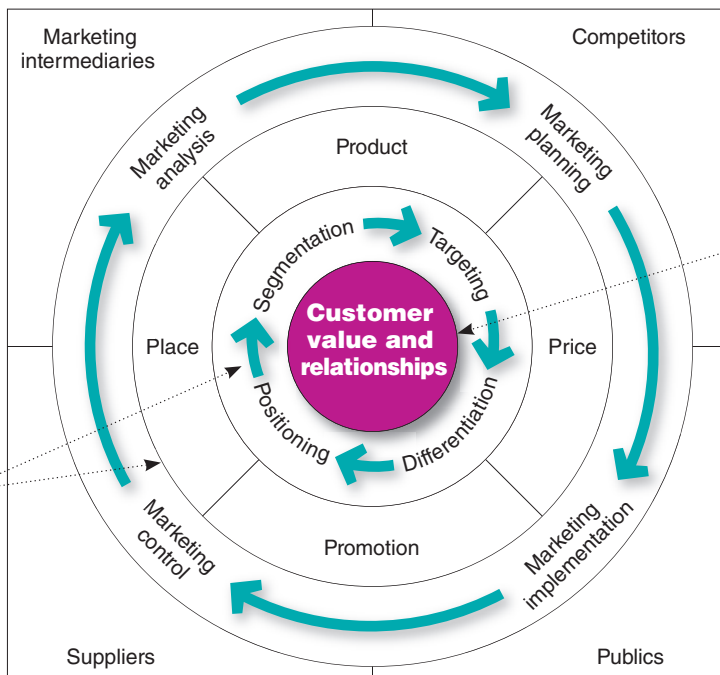 Marketing
intermediaries
Competitors
Marketing
analysis
Marketing
planning
Product
Segmentation
Targeting
Customer
value and
relationships
Place
Price
Positioning
Differentiation
Promotion
Marketing
control
Marketing
implementation
Suppliers
Publics